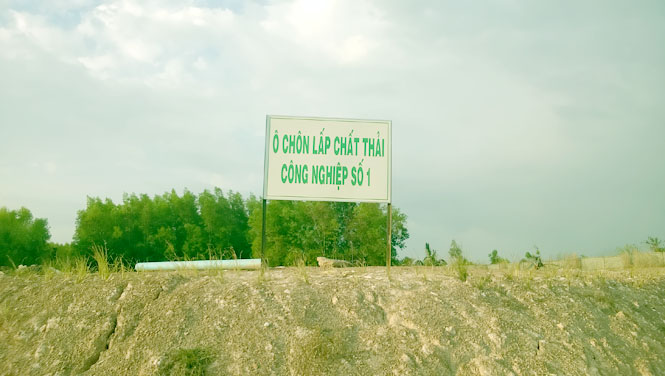 Ô CHÔN LẤP CHẤT THẢI
CÔNG NGHIỆP SỐ 1